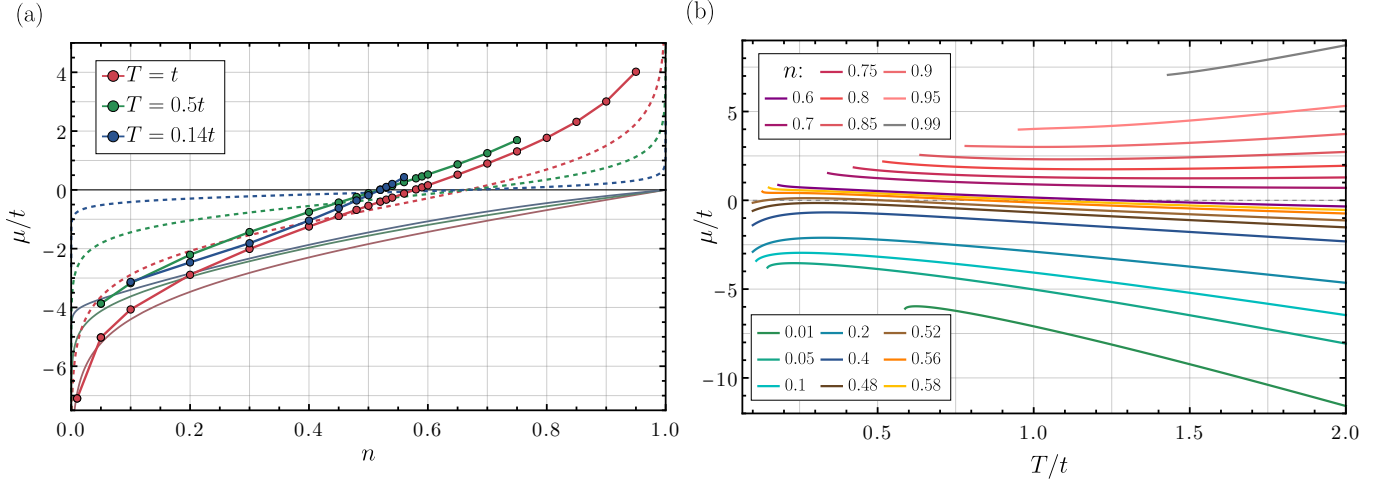 (a)
μ/t
4
2
0
−2
−4
−6
T = t
T = 0.5t
T = 0.14t
0.0 0.2 0.4 0.6 0.8 1.0
n
(b)
μ/t
5
0
−5
−10
n: 0.75 0.9
0.6 0.8 0.95
0.7 0.85 0.99
0.01 0.2 0.52
0.05 0.4 0.56
0.1 0.48 0.58
0.5 1.0 1.5 2.0
T/t